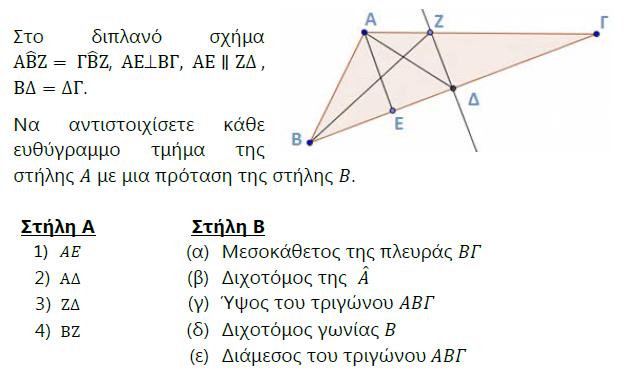 Στο διπλανό σχήμα
ΑB̂Ζ = ΓB̂Ζ, ΑΕ⊥ΒΓ, ΑΕ ∥ ΖΔ ,
ΒΔ = ΔΓ.
Να αντιστοιχίσετε κάθε
ευθύγραμμο τμήμα της
στήλης Α με μια πρόταση της στήλης Β.
Α Ζ Γ
Δ
Ε
Β
Στήλη Α Στήλη Β
1) ΑΕ (α) Μεσοκάθετος της πλευράς ΒΓ
2) ΑΔ (β) Διχοτόμος της Â
3) ΖΔ (γ) Ύψος του τριγώνου ΑΒΓ
4) ΒΖ (δ) Διχοτόμος γωνίας Β
(ε) Διάμεσος του τριγώνου ΑΒΓ